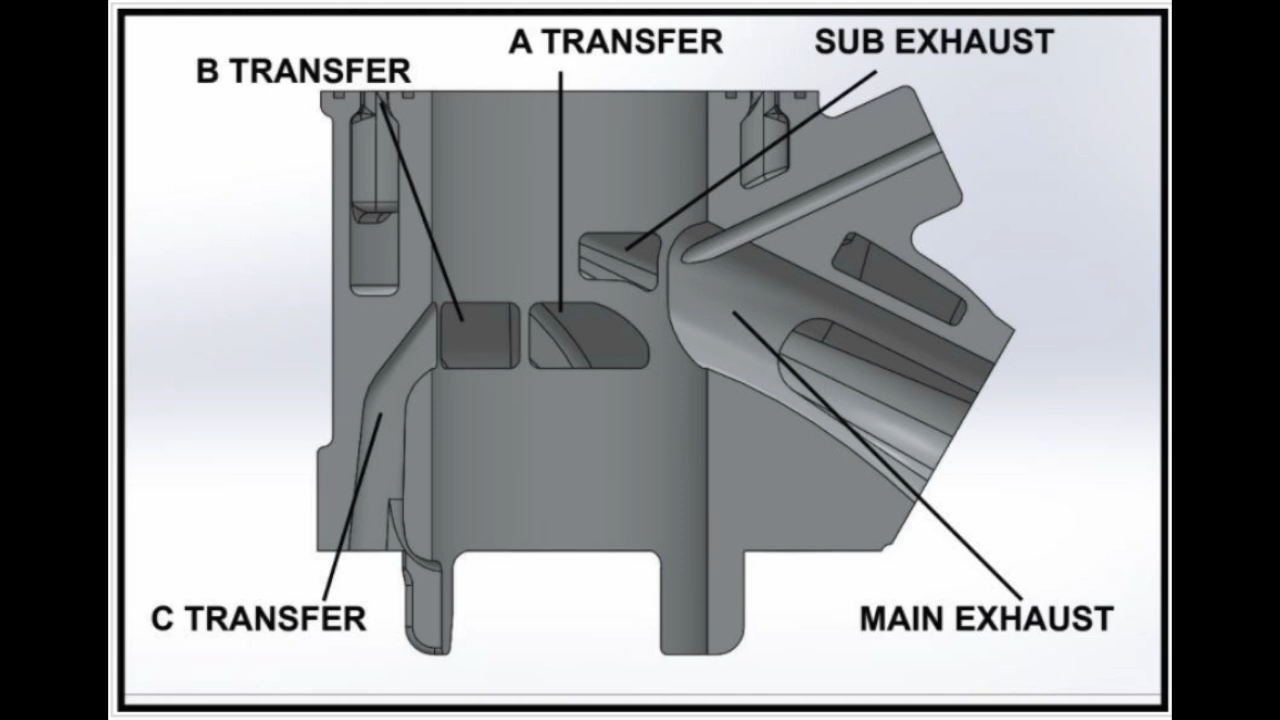 A TRANSFER
SUB EXHAUST
B TRANSFER
C TRANSFER
MAIN EXHAUST